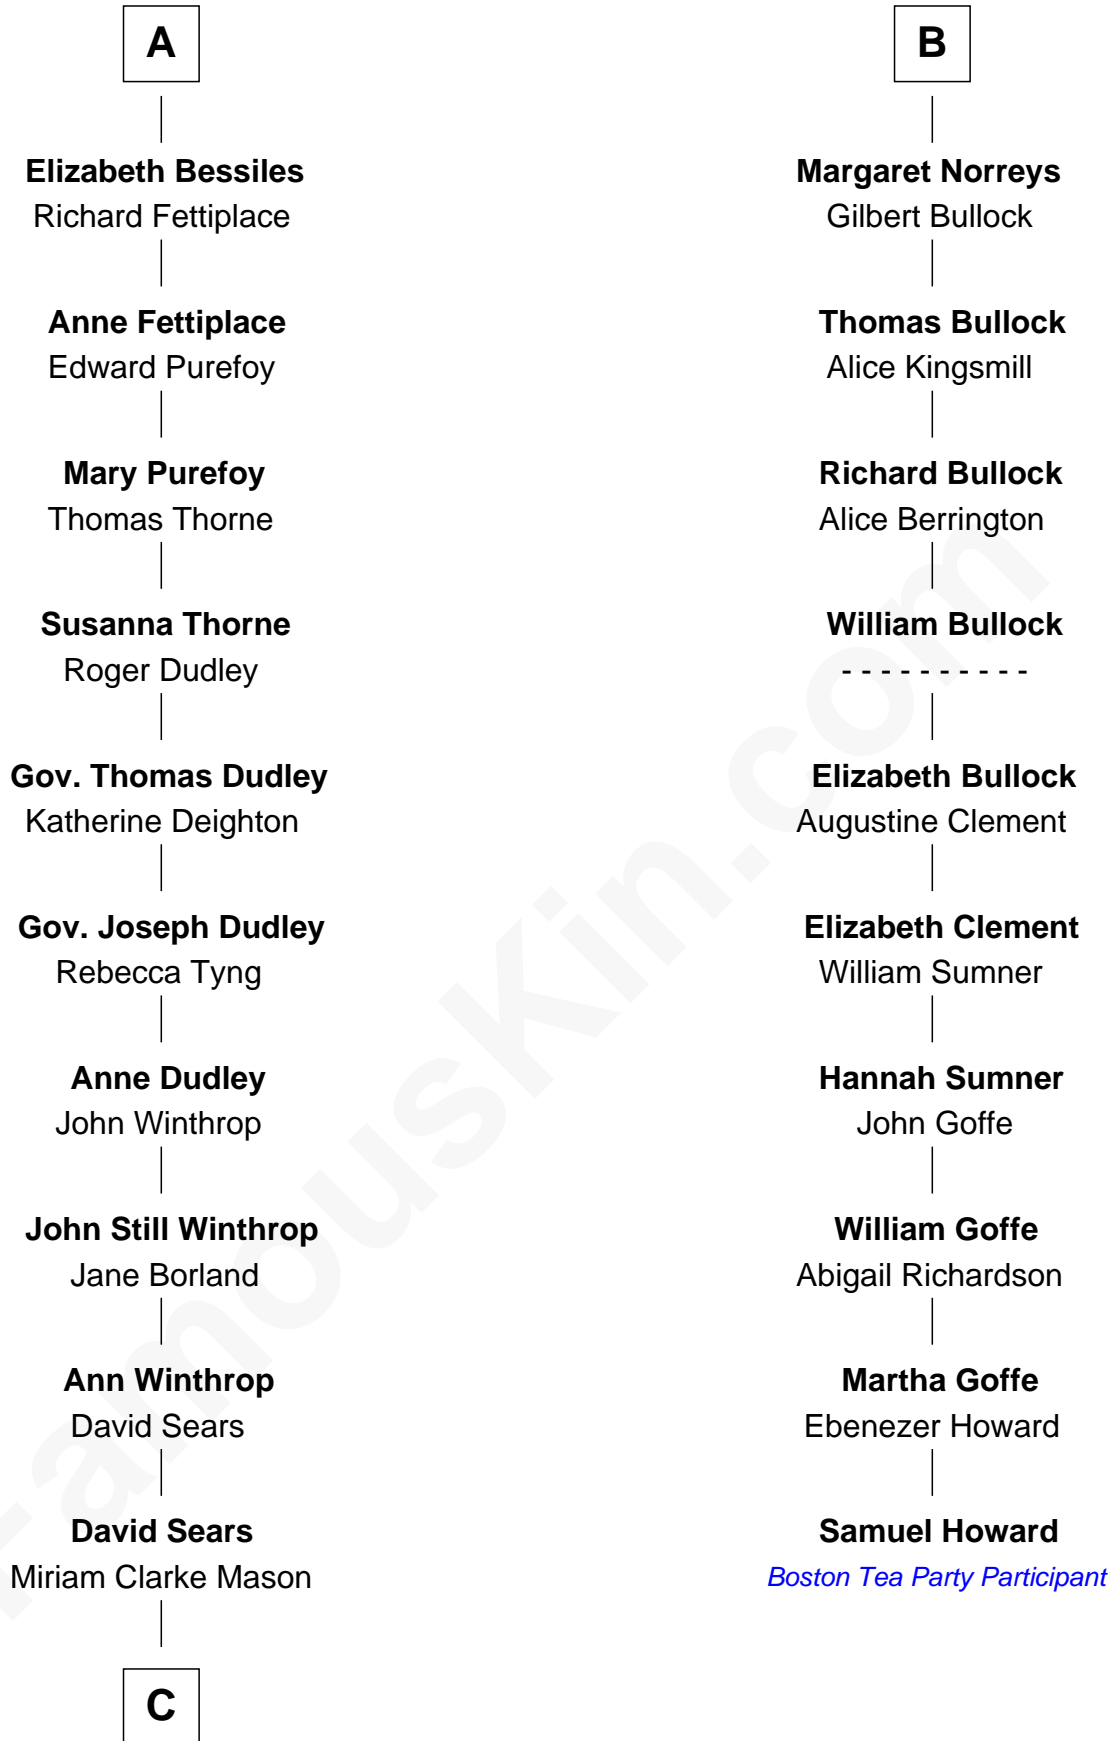 A
Elizabeth Bessiles
Richard Fettiplace
Anne Fettiplace
Edward Purefoy
Mary Purefoy
Thomas Thorne
Susanna Thorne
Roger Dudley
Gov. Thomas Dudley
Katherine Deighton
Gov. Joseph Dudley
Rebecca Tyng
Anne Dudley
John Winthrop
John Still Winthrop
Jane Borland
Ann Winthrop
David Sears
David Sears
Miriam Clarke Mason
C
B
Margaret Norreys
Gilbert Bullock
Thomas Bullock
Alice Kingsmill
Richard Bullock
Alice Berrington
William Bullock
- - - - - - - - - -
Elizabeth Bullock
Augustine Clement
Elizabeth Clement
William Sumner
Hannah Sumner
John Goffe
William Goffe
Abigail Richardson
Martha Goffe
Ebenezer Howard
Samuel Howard
Boston Tea Party Participant
FamousKin.com